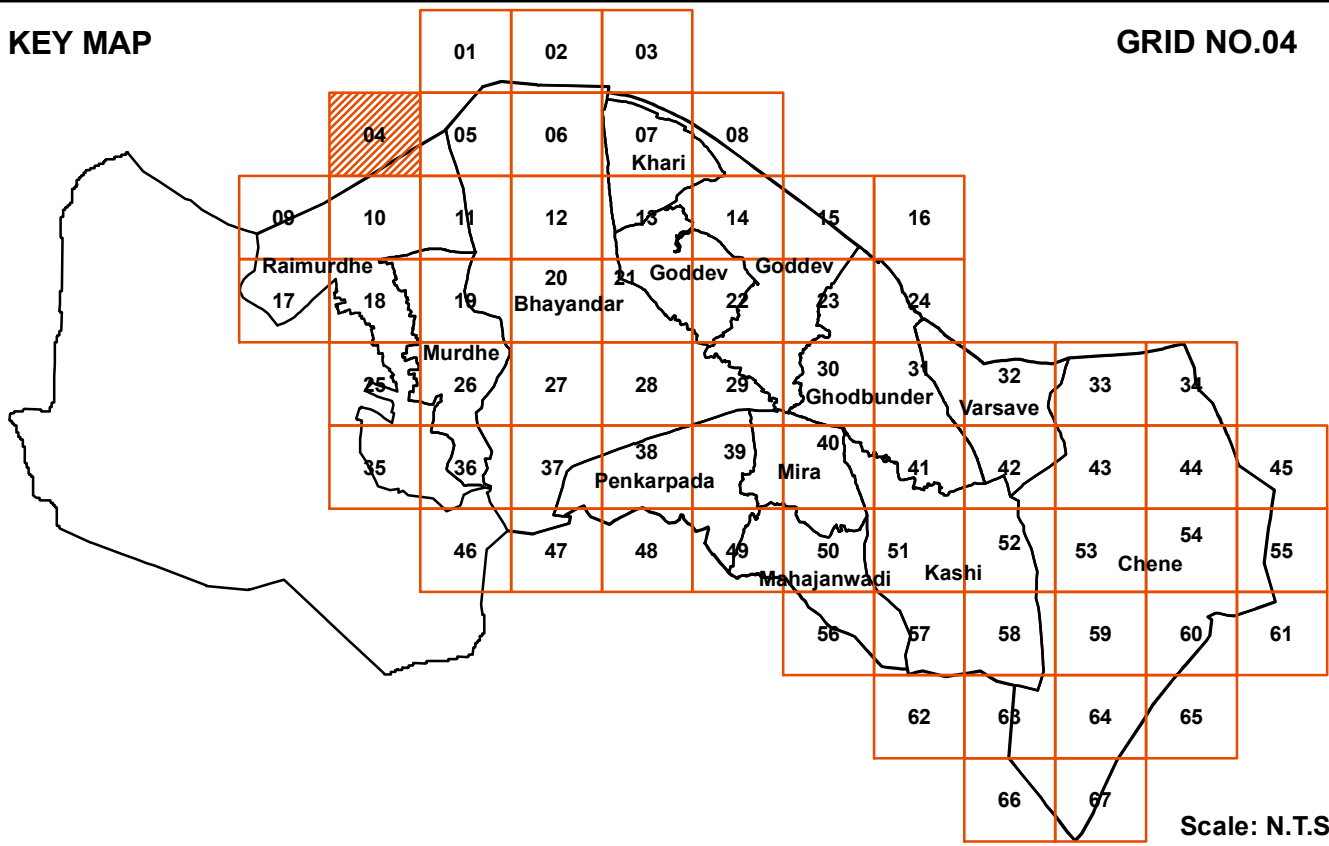 KEY MAP
GRID NO.04
01 02 03
04 05 06 07 08
Khari
09 10 11 12 13 14 15 16
Raimurdhe Goddev Goddev
17 18 19 20 21 22 23 24
Bhayandar
Murdhe
25 26 27 28 29 30 31 32 33 34
Ghodbunder Varsave
35 36 37 38 39 40 41 42 43 44 45
Penkarpada Mira
46 47 48 49 50 51 52 53 54 55
Mahajanwadi Kashi Chene
56 57 58 59 60 61
62 63 64 65
66 67
Scale: N.T.S